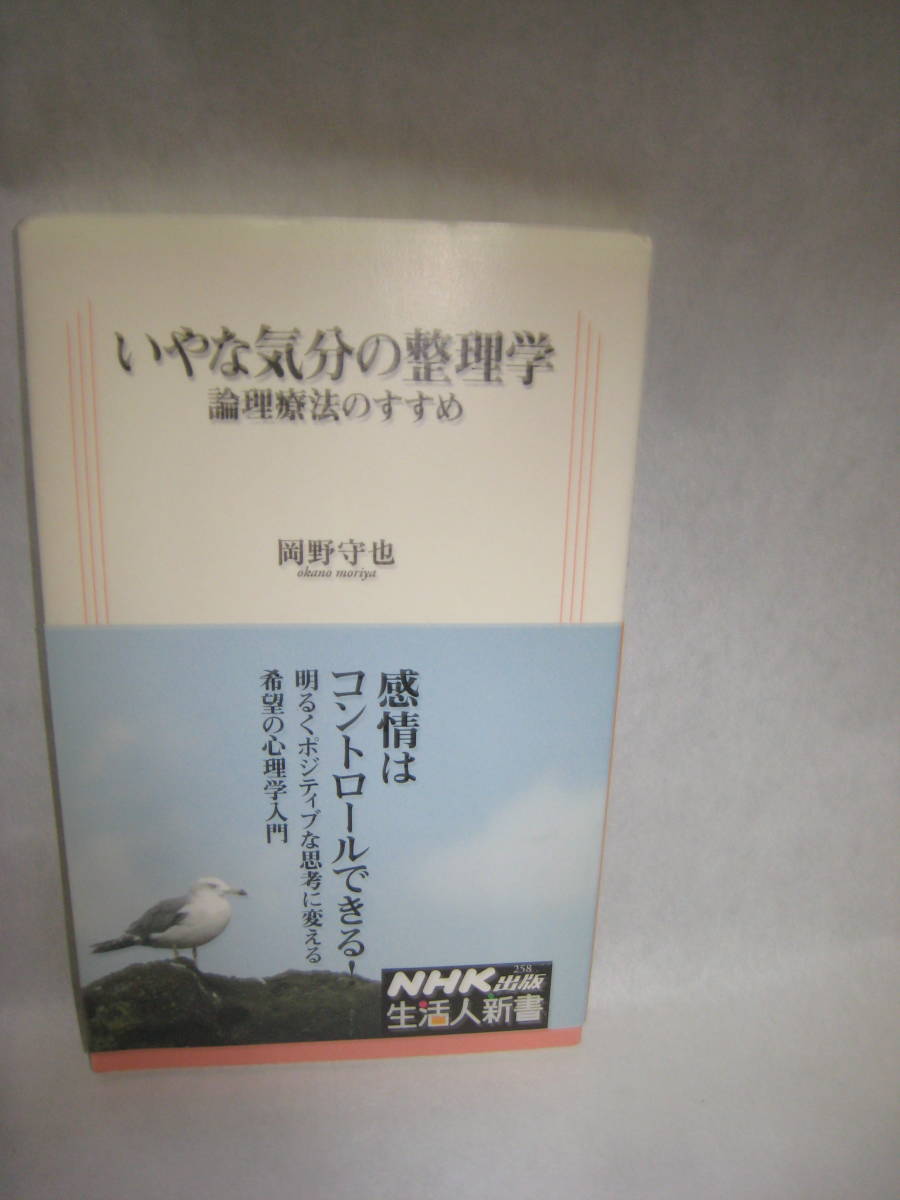 いやな気分の整理学
論理療法のすすめ
岡野守也
okano moriya
感情は
コントロールできる!
明るくポジティブな思考に変える
希望の心理学入門
258
NHK出版
生活人新書